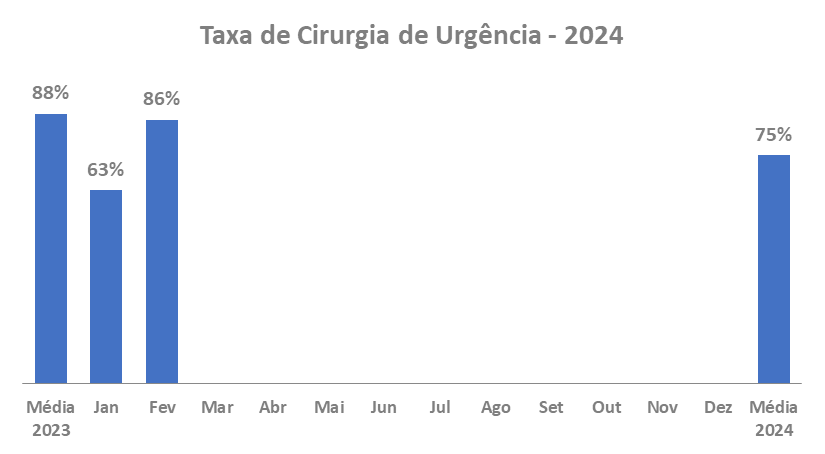 Taxa de Cirurgia de Urgência - 2024
88%
63%
86%
75%
Média 2023
Jan
Fev
Mar
Abr
Mai
Jun
Jul
Ago
Set
Out
Nov
Dez
Média 2024